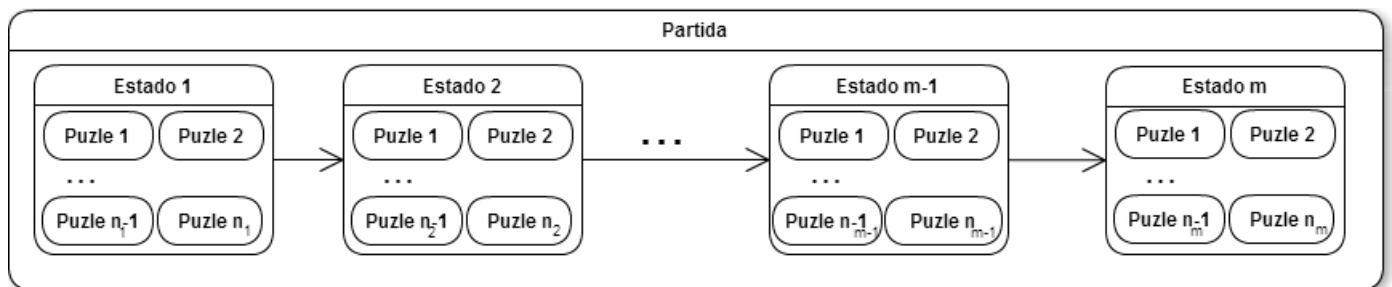 Partida
Estado 1 Estado 2 Estado m-1 Estado m
Puzle 1 Puzle 2 Puzle 1 Puzle 2 ... Puzle 1 Puzle 2 Puzle 1 Puzle 2
... ... ... ...
Puzle n₁-1 Puzle n₁ Puzle n₂-1 Puzle n₂ Puzle nₘ₋₁-1 Puzle nₘ₋₁ Puzle nₘ-1 Puzle nₘ